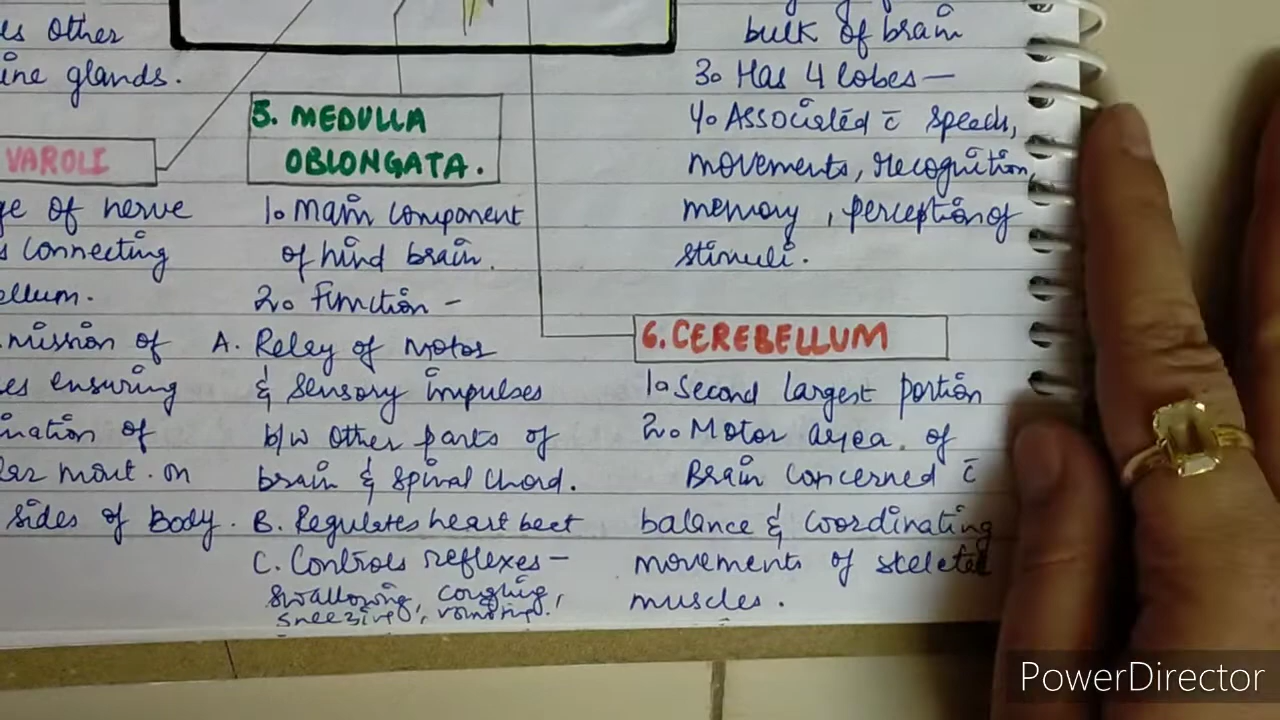 es other
ine glands.
VAROLI
ge of nerve
s connecting
ellum.
mission of
es ensuring
ination of
lar momt. on
sides of Body.
5. MEDULLA
OBLONGATA.
1. Main component
of hind brain.
2. Function -
A. Relay of Motor
& sensory impulses
b/w other parts of
brain & spinal chord.
B. Regulates heart beet
C. Controls reflexes -
swallowing, coughing,
sneezing, vomiting.
bulk of brain
3. Has 4 lobes -
4. Associated c̄ speech,
movements, recognition,
memory, perception of
stimuli.
6. CEREBELLUM
1. Second largest portion
2. Motor area of
Brain concerned c̄
balance & coordinating
movements of skeletal
muscles.
PowerDirector